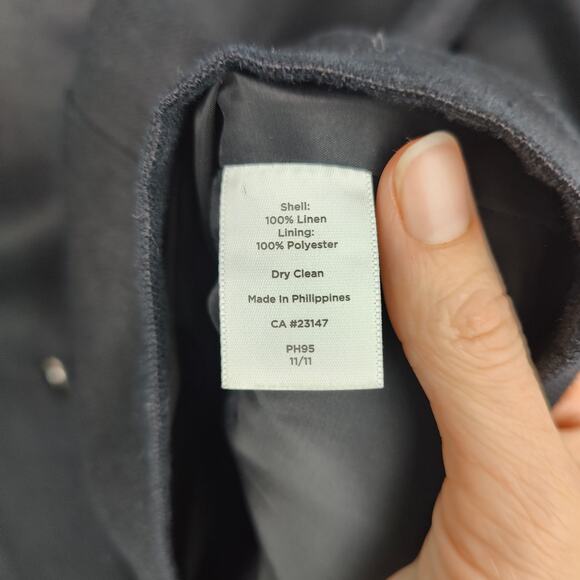 Shell:
100% Linen
Lining:
100% Polyester
Dry Clean
Made In Philippines
CA #23147
PH95
11/11